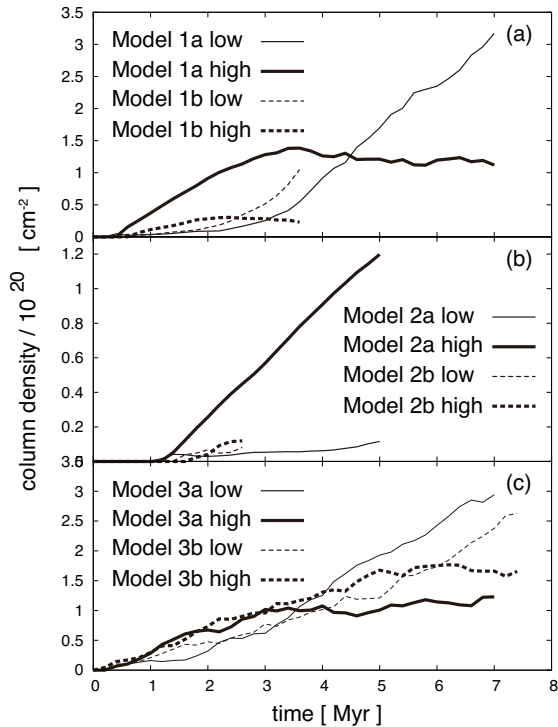 3.5
3
2.5
2
1.5
1
0.5
0
Model 1a low
Model 1a high
Model 1b low
Model 1b high
(a)
1.2
1
0.8
0.6
0.4
0.2
0
(b)
Model 2a low
Model 2a high
Model 2b low
Model 2b high
3.5
3
2.5
2
1.5
1
0.5
0
Model 3a low
Model 3a high
Model 3b low
Model 3b high
(c)
column density / 10 20 [ cm-2 ]
0 1 2 3 4 5 6 7 8
time [ Myr ]